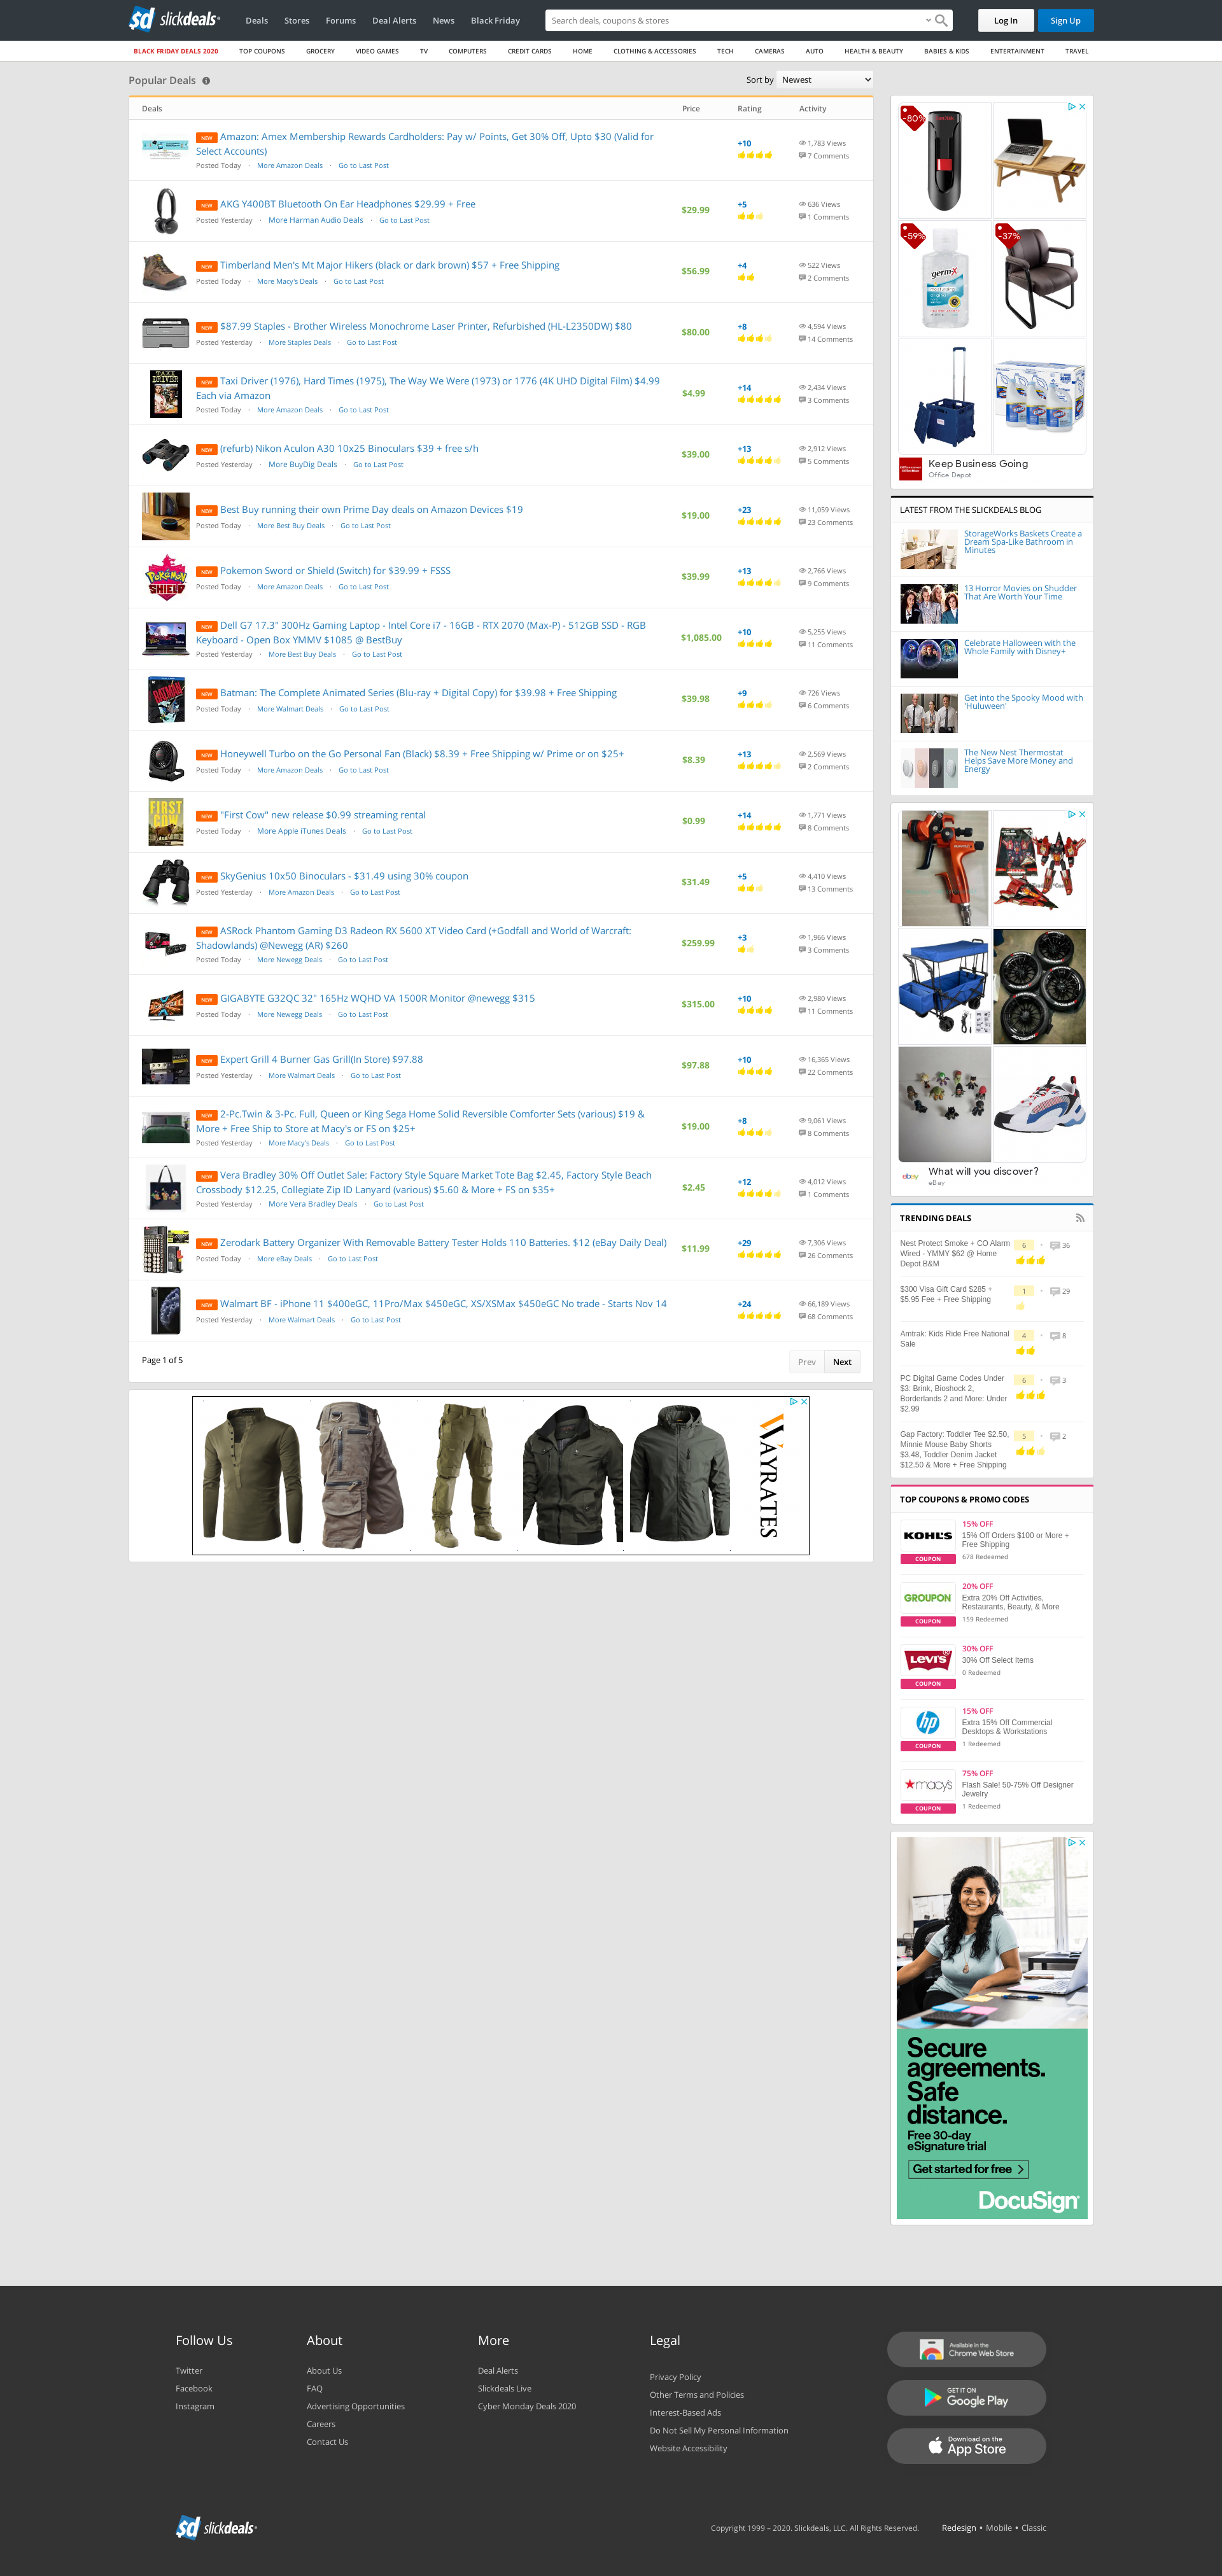 sd slickdeals
Deals
Stores
Forums
Deal Alerts
News
Black Friday
Search deals, coupons & stores
Log In
Sign Up
BLACK FRIDAY DEALS 2020
TOP COUPONS
GROCERY
VIDEO GAMES
TV
COMPUTERS
CREDIT CARDS
HOME
CLOTHING & ACCESSORIES
TECH
CAMERAS
AUTO
HEALTH & BEAUTY
BABIES & KIDS
ENTERTAINMENT
TRAVEL
Popular Deals
Sort by Newest
Deals Price Rating Activity
NEW Amazon: Amex Membership Rewards Cardholders: Pay w/ Points, Get 30% Off, Upto $30 (Valid for
Select Accounts)
Posted Today · More Amazon Deals · Go to Last Post
+10
1,783 Views
7 Comments
NEW AKG Y400BT Bluetooth On Ear Headphones $29.99 + Free
Posted Yesterday · More Harman Audio Deals · Go to Last Post
$29.99
+5
636 Views
1 Comments
NEW Timberland Men's Mt Major Hikers (black or dark brown) $57 + Free Shipping
Posted Today · More Macy's Deals · Go to Last Post
$56.99
+4
522 Views
2 Comments
NEW $87.99 Staples - Brother Wireless Monochrome Laser Printer, Refurbished (HL-L2350DW) $80
Posted Yesterday · More Staples Deals · Go to Last Post
$80.00
+8
4,594 Views
14 Comments
TAXI DRIVER
NEW Taxi Driver (1976), Hard Times (1975), The Way We Were (1973) or 1776 (4K UHD Digital Film) $4.99
Each via Amazon
Posted Today · More Amazon Deals · Go to Last Post
$4.99
+14
2,434 Views
3 Comments
NEW (refurb) Nikon Aculon A30 10x25 Binoculars $39 + free s/h
Posted Yesterday · More BuyDig Deals · Go to Last Post
$39.00
+13
2,912 Views
5 Comments
NEW Best Buy running their own Prime Day deals on Amazon Devices $19
Posted Today · More Best Buy Deals · Go to Last Post
$19.00
+23
11,059 Views
23 Comments
POKÉMON SHIELD
NEW Pokemon Sword or Shield (Switch) for $39.99 + FSSS
Posted Today · More Amazon Deals · Go to Last Post
$39.99
+13
2,766 Views
9 Comments
NEW Dell G7 17.3" 300Hz Gaming Laptop - Intel Core i7 - 16GB - RTX 2070 (Max-P) - 512GB SSD - RGB
Keyboard - Open Box YMMV $1085 @ BestBuy
Posted Yesterday · More Best Buy Deals · Go to Last Post
$1,085.00
+10
5,255 Views
11 Comments
BATMAN
NEW Batman: The Complete Animated Series (Blu-ray + Digital Copy) for $39.98 + Free Shipping
Posted Today · More Walmart Deals · Go to Last Post
$39.98
+9
726 Views
6 Comments
NEW Honeywell Turbo on the Go Personal Fan (Black) $8.39 + Free Shipping w/ Prime or on $25+
Posted Today · More Amazon Deals · Go to Last Post
$8.39
+13
2,569 Views
2 Comments
FIRST COW
NEW "First Cow" new release $0.99 streaming rental
Posted Today · More Apple iTunes Deals · Go to Last Post
$0.99
+14
1,771 Views
8 Comments
NEW SkyGenius 10x50 Binoculars - $31.49 using 30% coupon
Posted Yesterday · More Amazon Deals · Go to Last Post
$31.49
+5
4,410 Views
13 Comments
NEW ASRock Phantom Gaming D3 Radeon RX 5600 XT Video Card (+Godfall and World of Warcraft:
Shadowlands) @Newegg (AR) $260
Posted Today · More Newegg Deals · Go to Last Post
$259.99
+3
1,966 Views
3 Comments
NEW GIGABYTE G32QC 32" 165Hz WQHD VA 1500R Monitor @newegg $315
Posted Today · More Newegg Deals · Go to Last Post
$315.00
+10
2,980 Views
11 Comments
NEW Expert Grill 4 Burner Gas Grill(In Store) $97.88
Posted Yesterday · More Walmart Deals · Go to Last Post
$97.88
+10
16,365 Views
22 Comments
NEW 2-Pc.Twin & 3-Pc. Full, Queen or King Sega Home Solid Reversible Comforter Sets (various) $19 &
More + Free Ship to Store at Macy's or FS on $25+
Posted Yesterday · More Macy's Deals · Go to Last Post
$19.00
+8
9,061 Views
8 Comments
NEW Vera Bradley 30% Off Outlet Sale: Factory Style Square Market Tote Bag $2.45, Factory Style Beach
Crossbody $12.25, Collegiate Zip ID Lanyard (various) $5.60 & More + FS on $35+
Posted Yesterday · More Vera Bradley Deals · Go to Last Post
$2.45
+12
4,012 Views
1 Comments
NEW Zerodark Battery Organizer With Removable Battery Tester Holds 110 Batteries. $12 (eBay Daily Deal)
Posted Today · More eBay Deals · Go to Last Post
$11.99
+29
7,306 Views
26 Comments
NEW Walmart BF - iPhone 11 $400eGC, 11Pro/Max $450eGC, XS/XSMax $450eGC No trade - Starts Nov 14
Posted Yesterday · More Walmart Deals · Go to Last Post
+24
66,189 Views
68 Comments
Page 1 of 5
Prev
Next
WAYRATES
-80%
-59%
germ-x
-37%
Keep Business Going
Office Depot
LATEST FROM THE SLICKDEALS BLOG
StorageWorks Baskets Create a
Dream Spa-Like Bathroom in
Minutes
13 Horror Movies on Shudder
That Are Worth Your Time
Celebrate Halloween with the
Whole Family with Disney+
Get into the Spooky Mood with
'Huluween'
The New Nest Thermostat
Helps Save More Money and
Energy
ebay
What will you discover?
eBay
TRENDING DEALS
Nest Protect Smoke + CO Alarm
Wired - YMMY $62 @ Home
Depot B&M
6 • 36
$300 Visa Gift Card $285 +
$5.95 Fee + Free Shipping
1 • 29
Amtrak: Kids Ride Free National
Sale
4 • 8
PC Digital Game Codes Under
$3: Brink, Bioshock 2,
Borderlands 2 and More: Under
$2.99
6 • 3
Gap Factory: Toddler Tee $2.50,
Minnie Mouse Baby Shorts
$3.48, Toddler Denim Jacket
$12.50 & More + Free Shipping
5 • 2
TOP COUPONS & PROMO CODES
KOHL'S
COUPON
15% OFF
15% Off Orders $100 or More +
Free Shipping
678 Redeemed
GROUPON
COUPON
20% OFF
Extra 20% Off Activities,
Restaurants, Beauty, & More
159 Redeemed
LEVI'S
COUPON
30% OFF
30% Off Select Items
0 Redeemed
hp
COUPON
15% OFF
Extra 15% Off Commercial
Desktops & Workstations
1 Redeemed
macy's
COUPON
75% OFF
Flash Sale! 50-75% Off Designer
Jewelry
1 Redeemed
Secure
agreements.
Safe
distance.
Free 30-day
eSignature trial
Get started for free
DocuSign
Follow Us
Twitter
Facebook
Instagram
About
About Us
FAQ
Advertising Opportunities
Careers
Contact Us
More
Deal Alerts
Slickdeals Live
Cyber Monday Deals 2020
Legal
Privacy Policy
Other Terms and Policies
Interest-Based Ads
Do Not Sell My Personal Information
Website Accessibility
Available in the
Chrome Web Store
GET IT ON
Google Play
Download on the
App Store
sd slickdeals
Copyright 1999 – 2020. Slickdeals, LLC. All Rights Reserved.
Redesign • Mobile • Classic